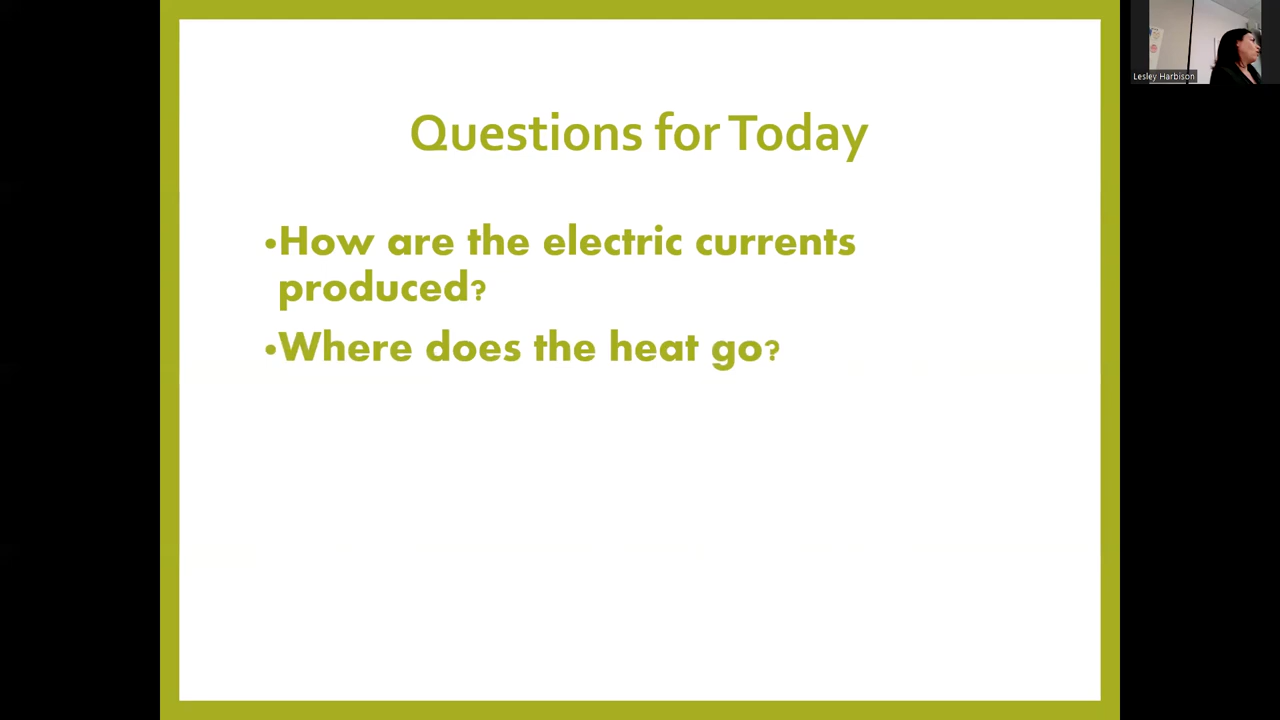 Questions for Today
•How are the electric currents
produced?
•Where does the heat go?
Lesley Harbison